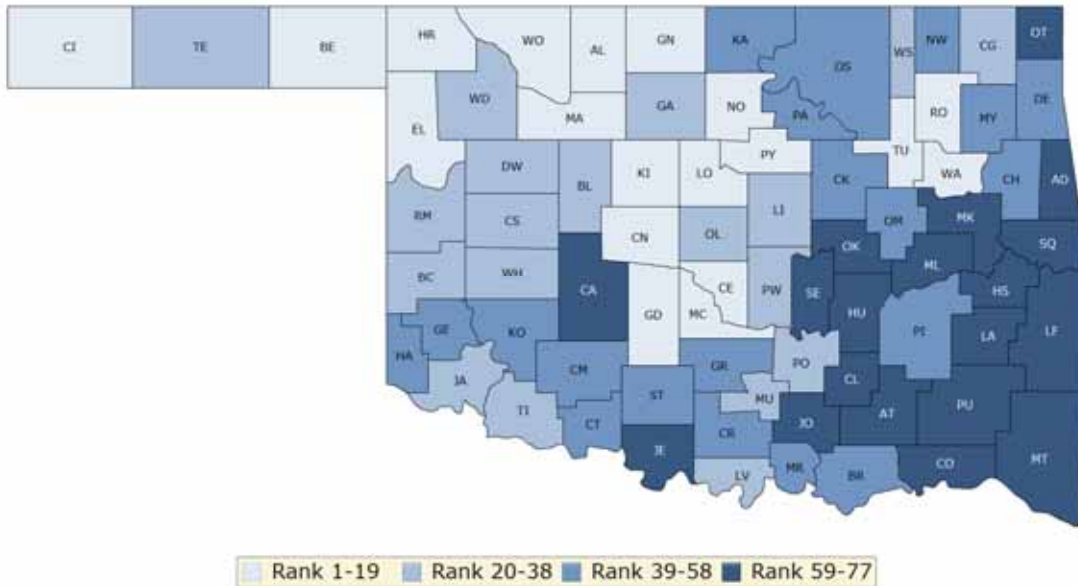 CI TE BE HR WO AL GN KA OS WS NW CG OT
WD MA GA NO PA RO MY DE
EL
DW BL KI LO PY CK TU WA CH AD
RM CS CN OL LI OM MK
BC WH CA GD CE MC PW SE OK ML SQ
HS
HA GE KO HU PI LA LF
JA CM GR PO CL
TI CT ST MU JO AT PU
CR
JE LV MR BR CO MT
Rank 1-19 Rank 20-38 Rank 39-58 Rank 59-77